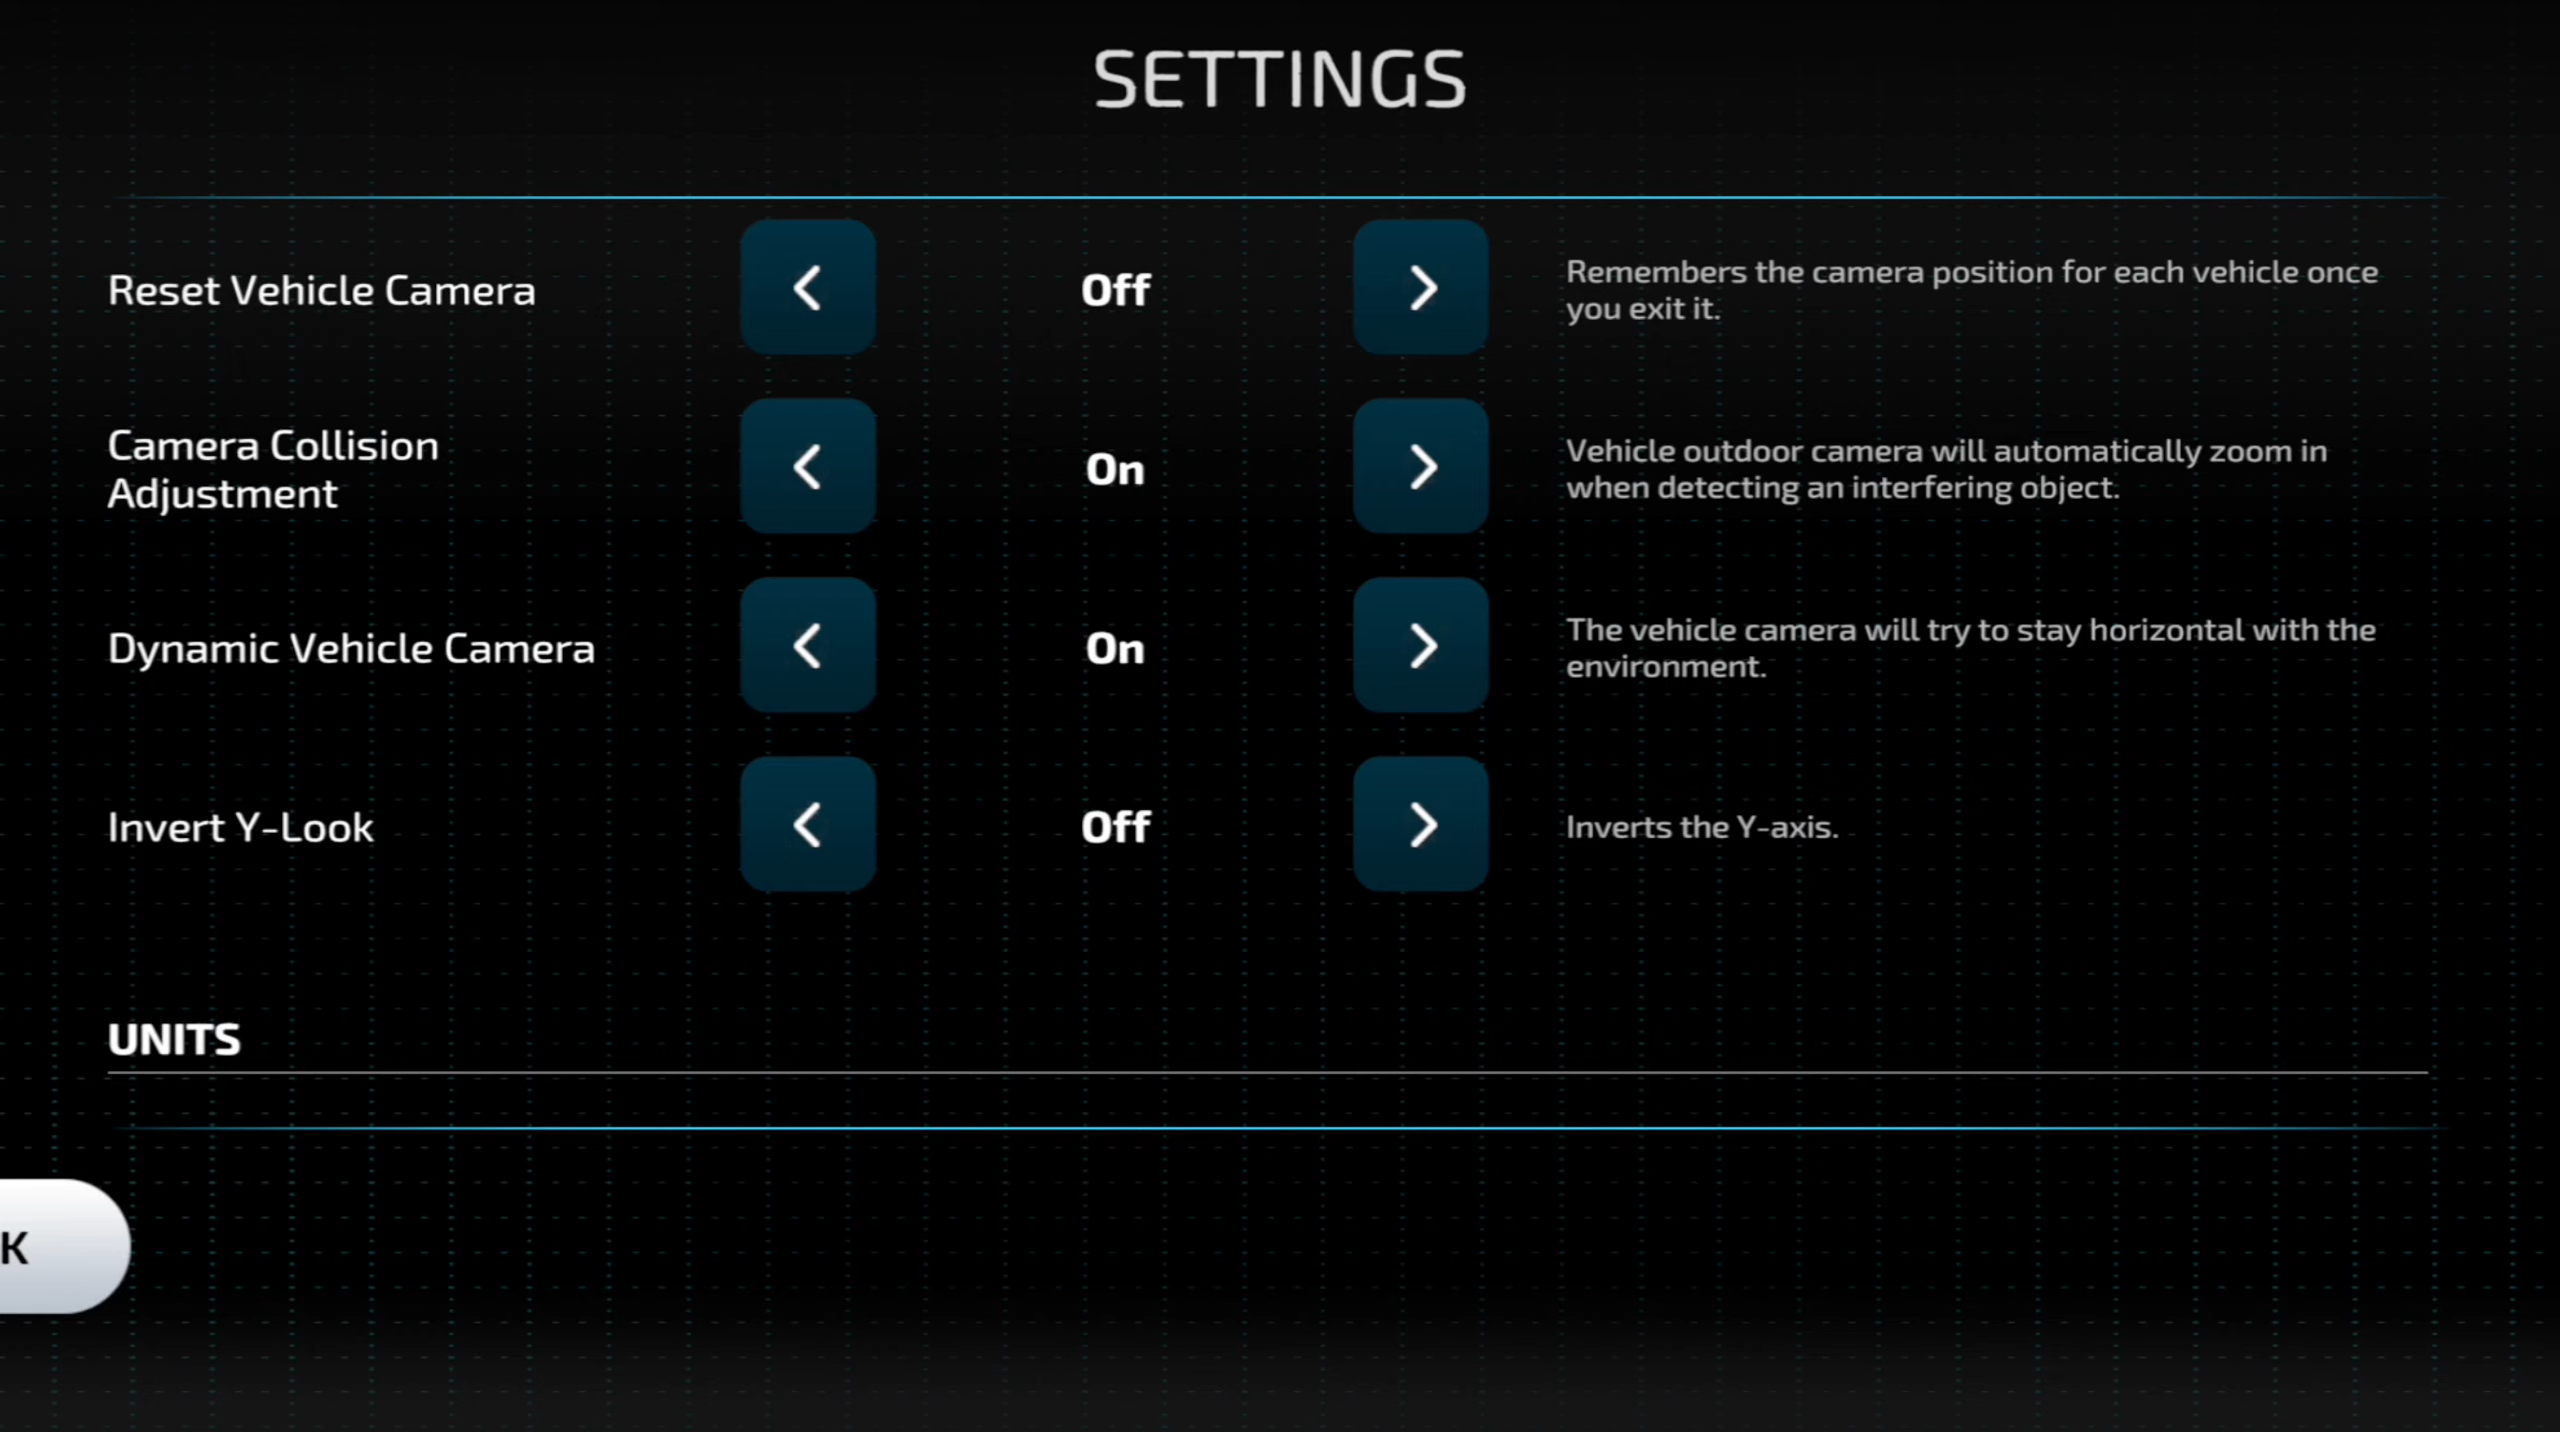 SETTINGS
Reset Vehicle Camera
Off
Remembers the camera position for each vehicle once
you exit it.
Camera Collision
Adjustment
On
Vehicle outdoor camera will automatically zoom in
when detecting an interfering object.
Dynamic Vehicle Camera
On
The vehicle camera will try to stay horizontal with the
environment.
Invert Y-Look
Off
Inverts the Y-axis.
UNITS
K